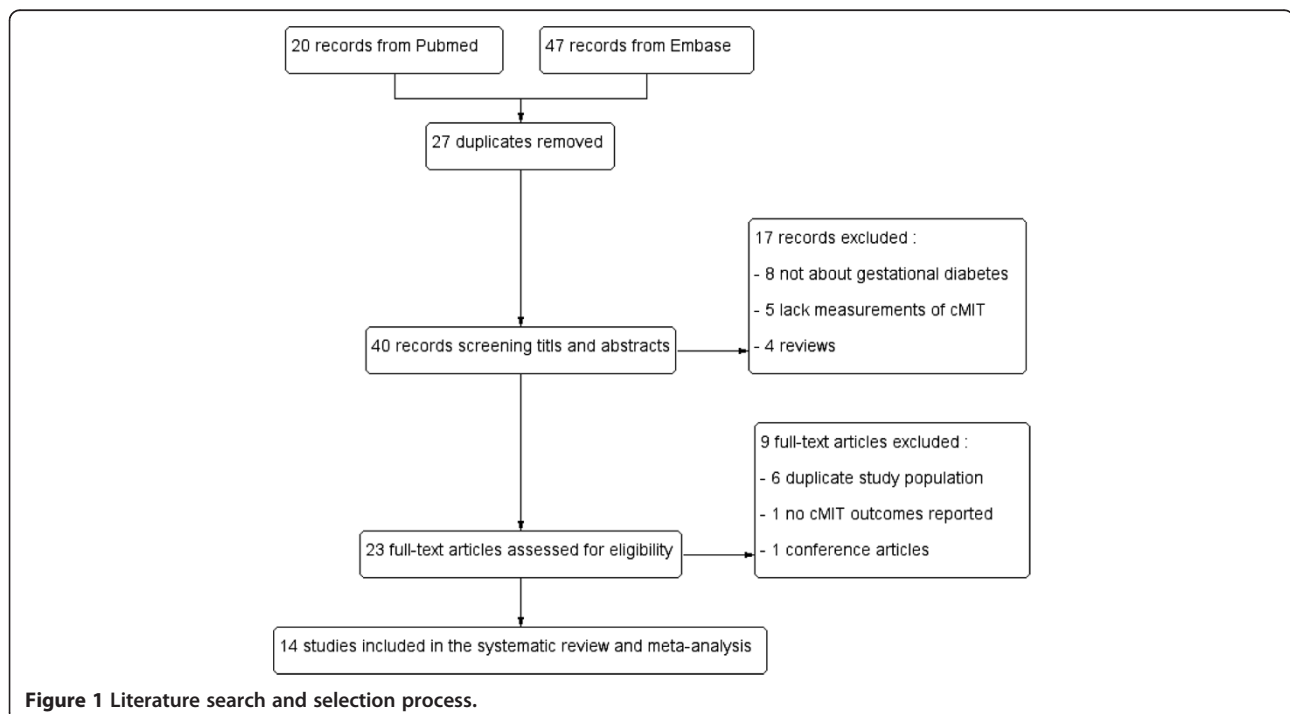 20 records from Pubmed
47 records from Embase
27 duplicates removed
17 records excluded :
- 8 not about gestational diabetes
- 5 lack measurements of cMIT
- 4 reviews
40 records screening titls and abstracts
9 full-text articles excluded :
- 6 duplicate study population
- 1 no cMIT outcomes reported
- 1 conference articles
23 full-text articles assessed for eligibility
14 studies included in the systematic review and meta-analysis
Figure 1 Literature search and selection process.